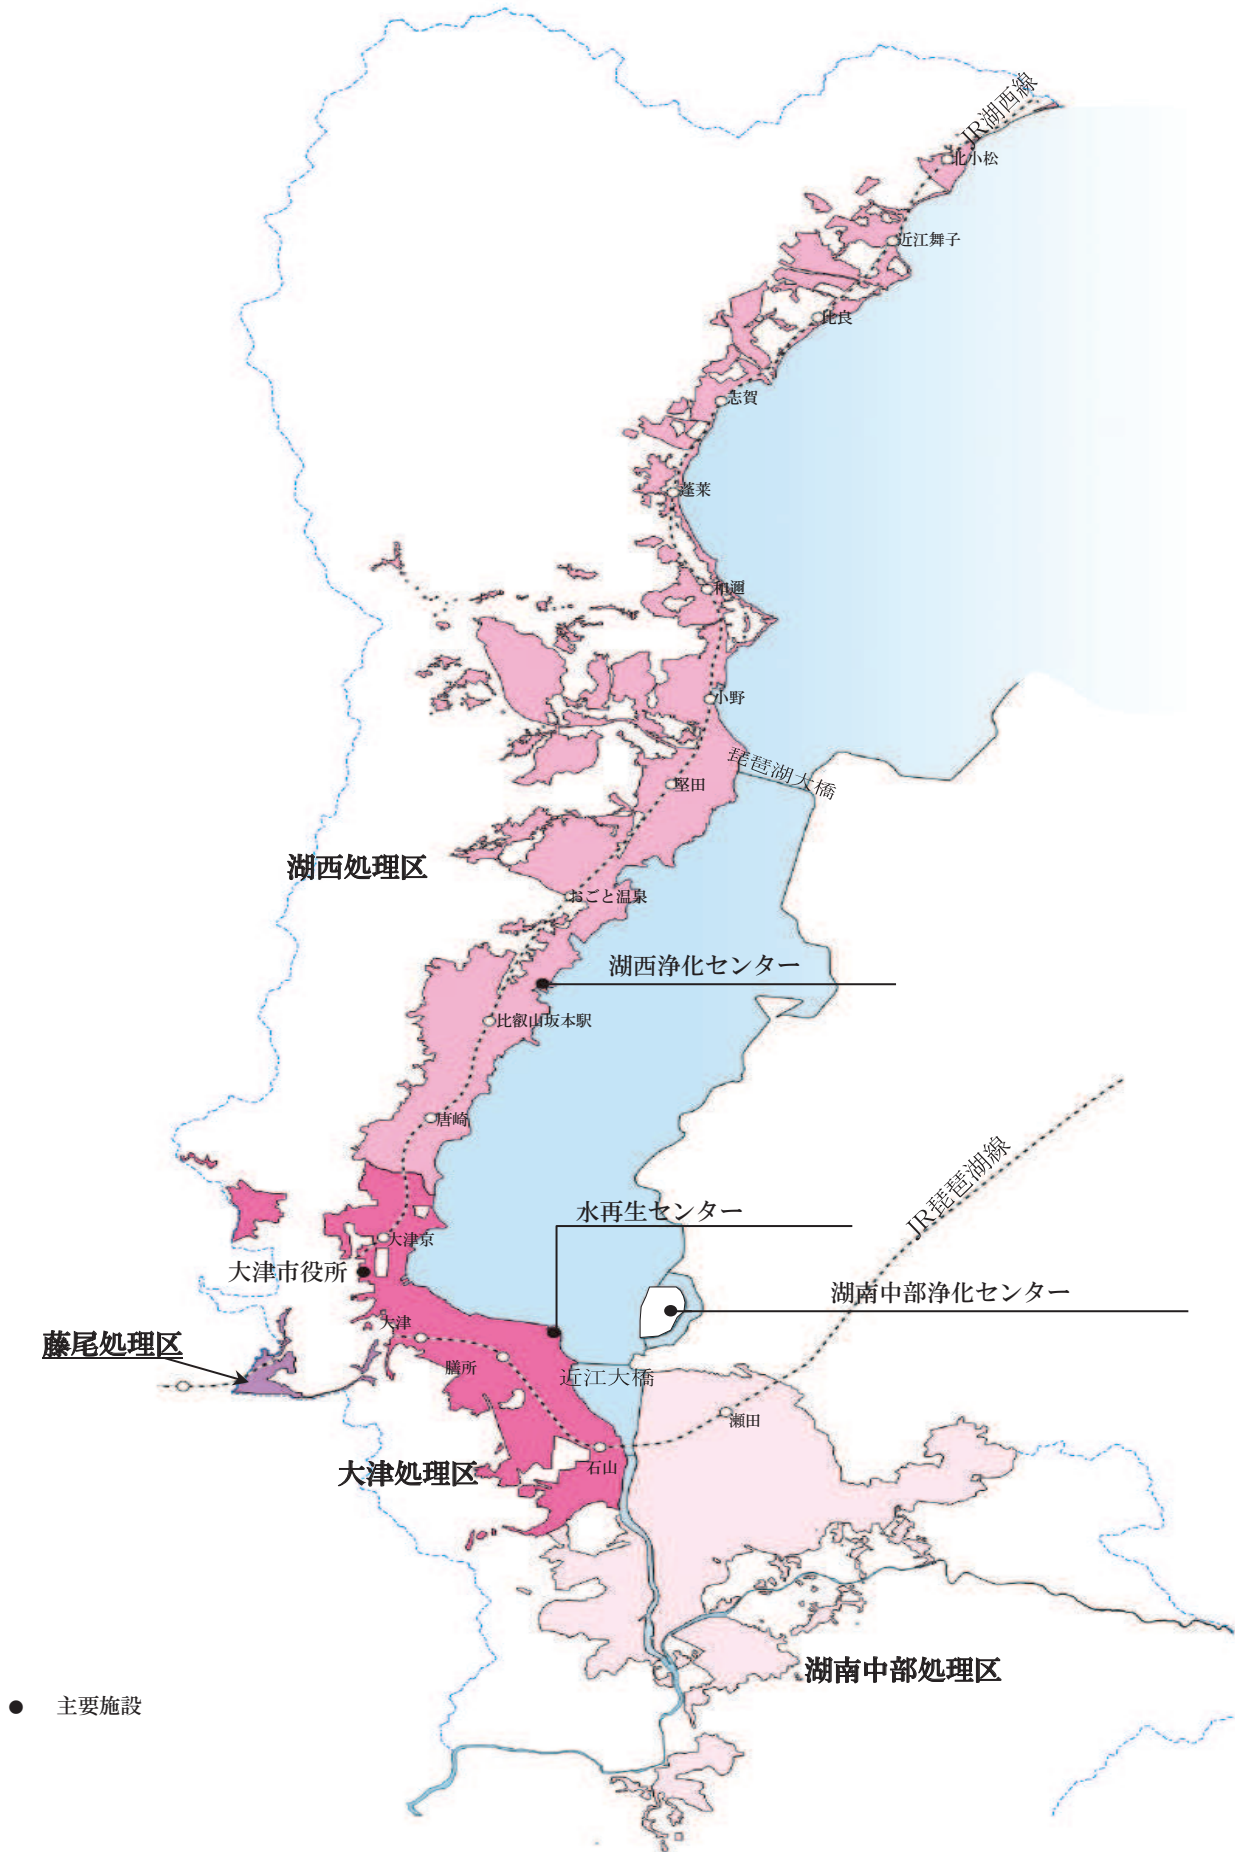 JR湖西線
北小松
近江舞子
比良
志賀
蓬莱
和邇
小野
琵琶湖大橋
堅田
湖西処理区
おごと温泉
湖西浄化センター
比叡山坂本駅
唐崎
JR琵琶湖線
水再生センター
大津京
大津市役所
湖南中部浄化センター
大津
藤尾処理区
膳所
近江大橋
瀬田
石山
大津処理区
湖南中部処理区
● 主要施設